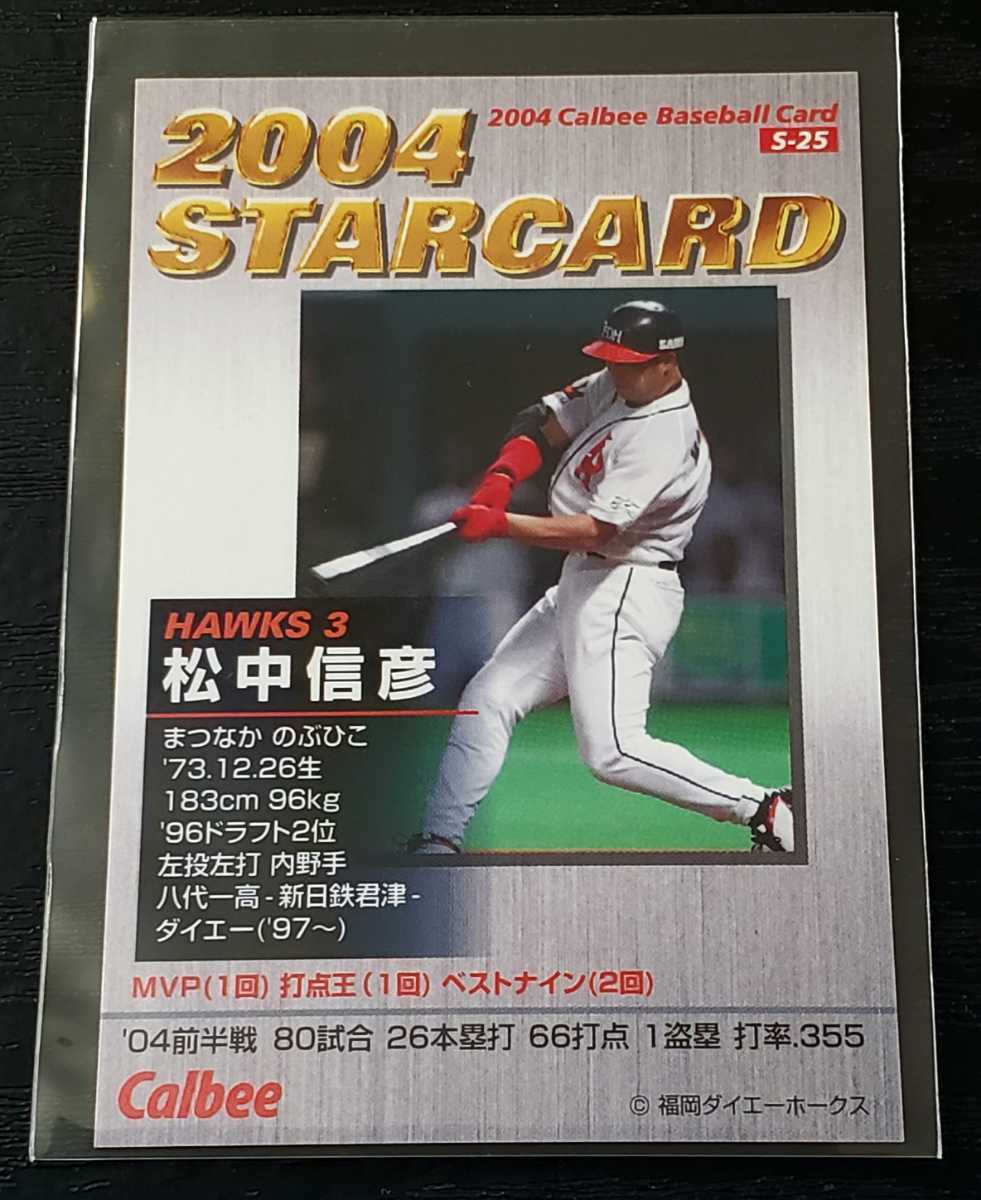 2004
2004 Calbee Baseball Card
S-25
STARCARD
FDH
HAWKS 3
松中信彦
まつなか のぶひこ
'73.12.26生
183cm 96kg
'96ドラフト2位
左投左打 内野手
八代一高-新日鉄君津-
ダイエー('97〜)
MVP(1回) 打点王(1回) ベストナイン(2回)
'04前半戦 80試合 26本塁打 66打点 1盗塁 打率.355
Calbee
© 福岡ダイエーホークス